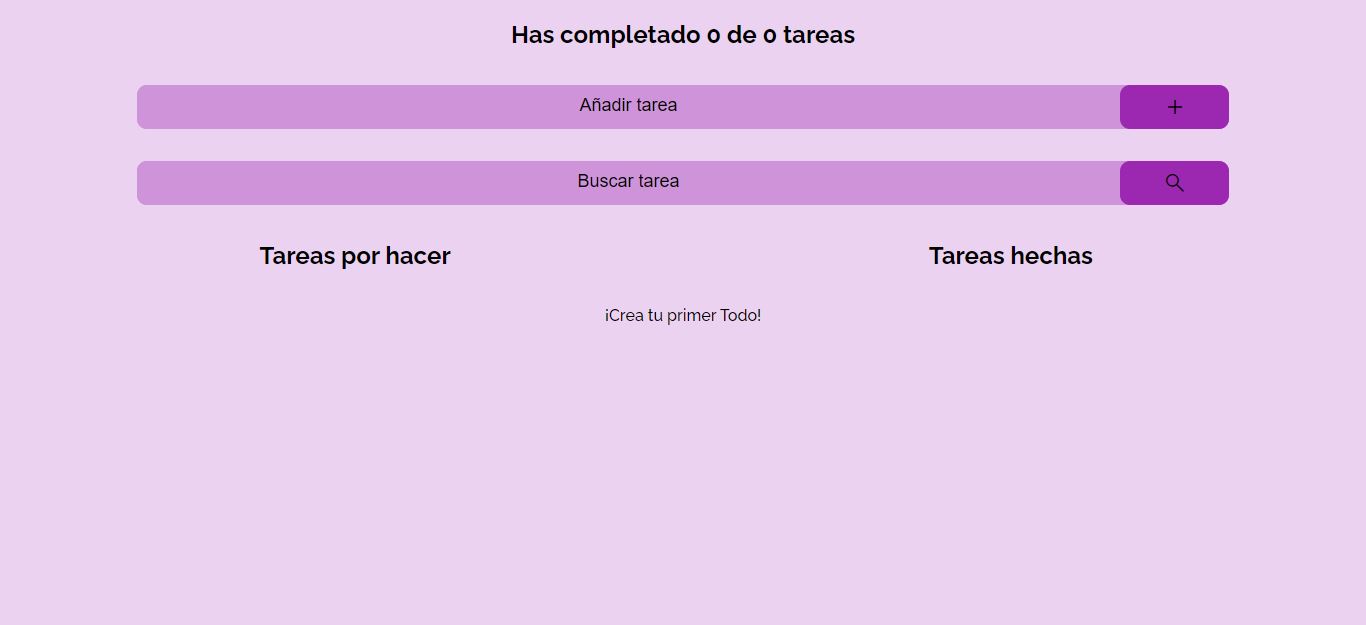 Has completado 0 de 0 tareas
Añadir tarea
Buscar tarea
Tareas por hacer
Tareas hechas
¡Crea tu primer Todo!